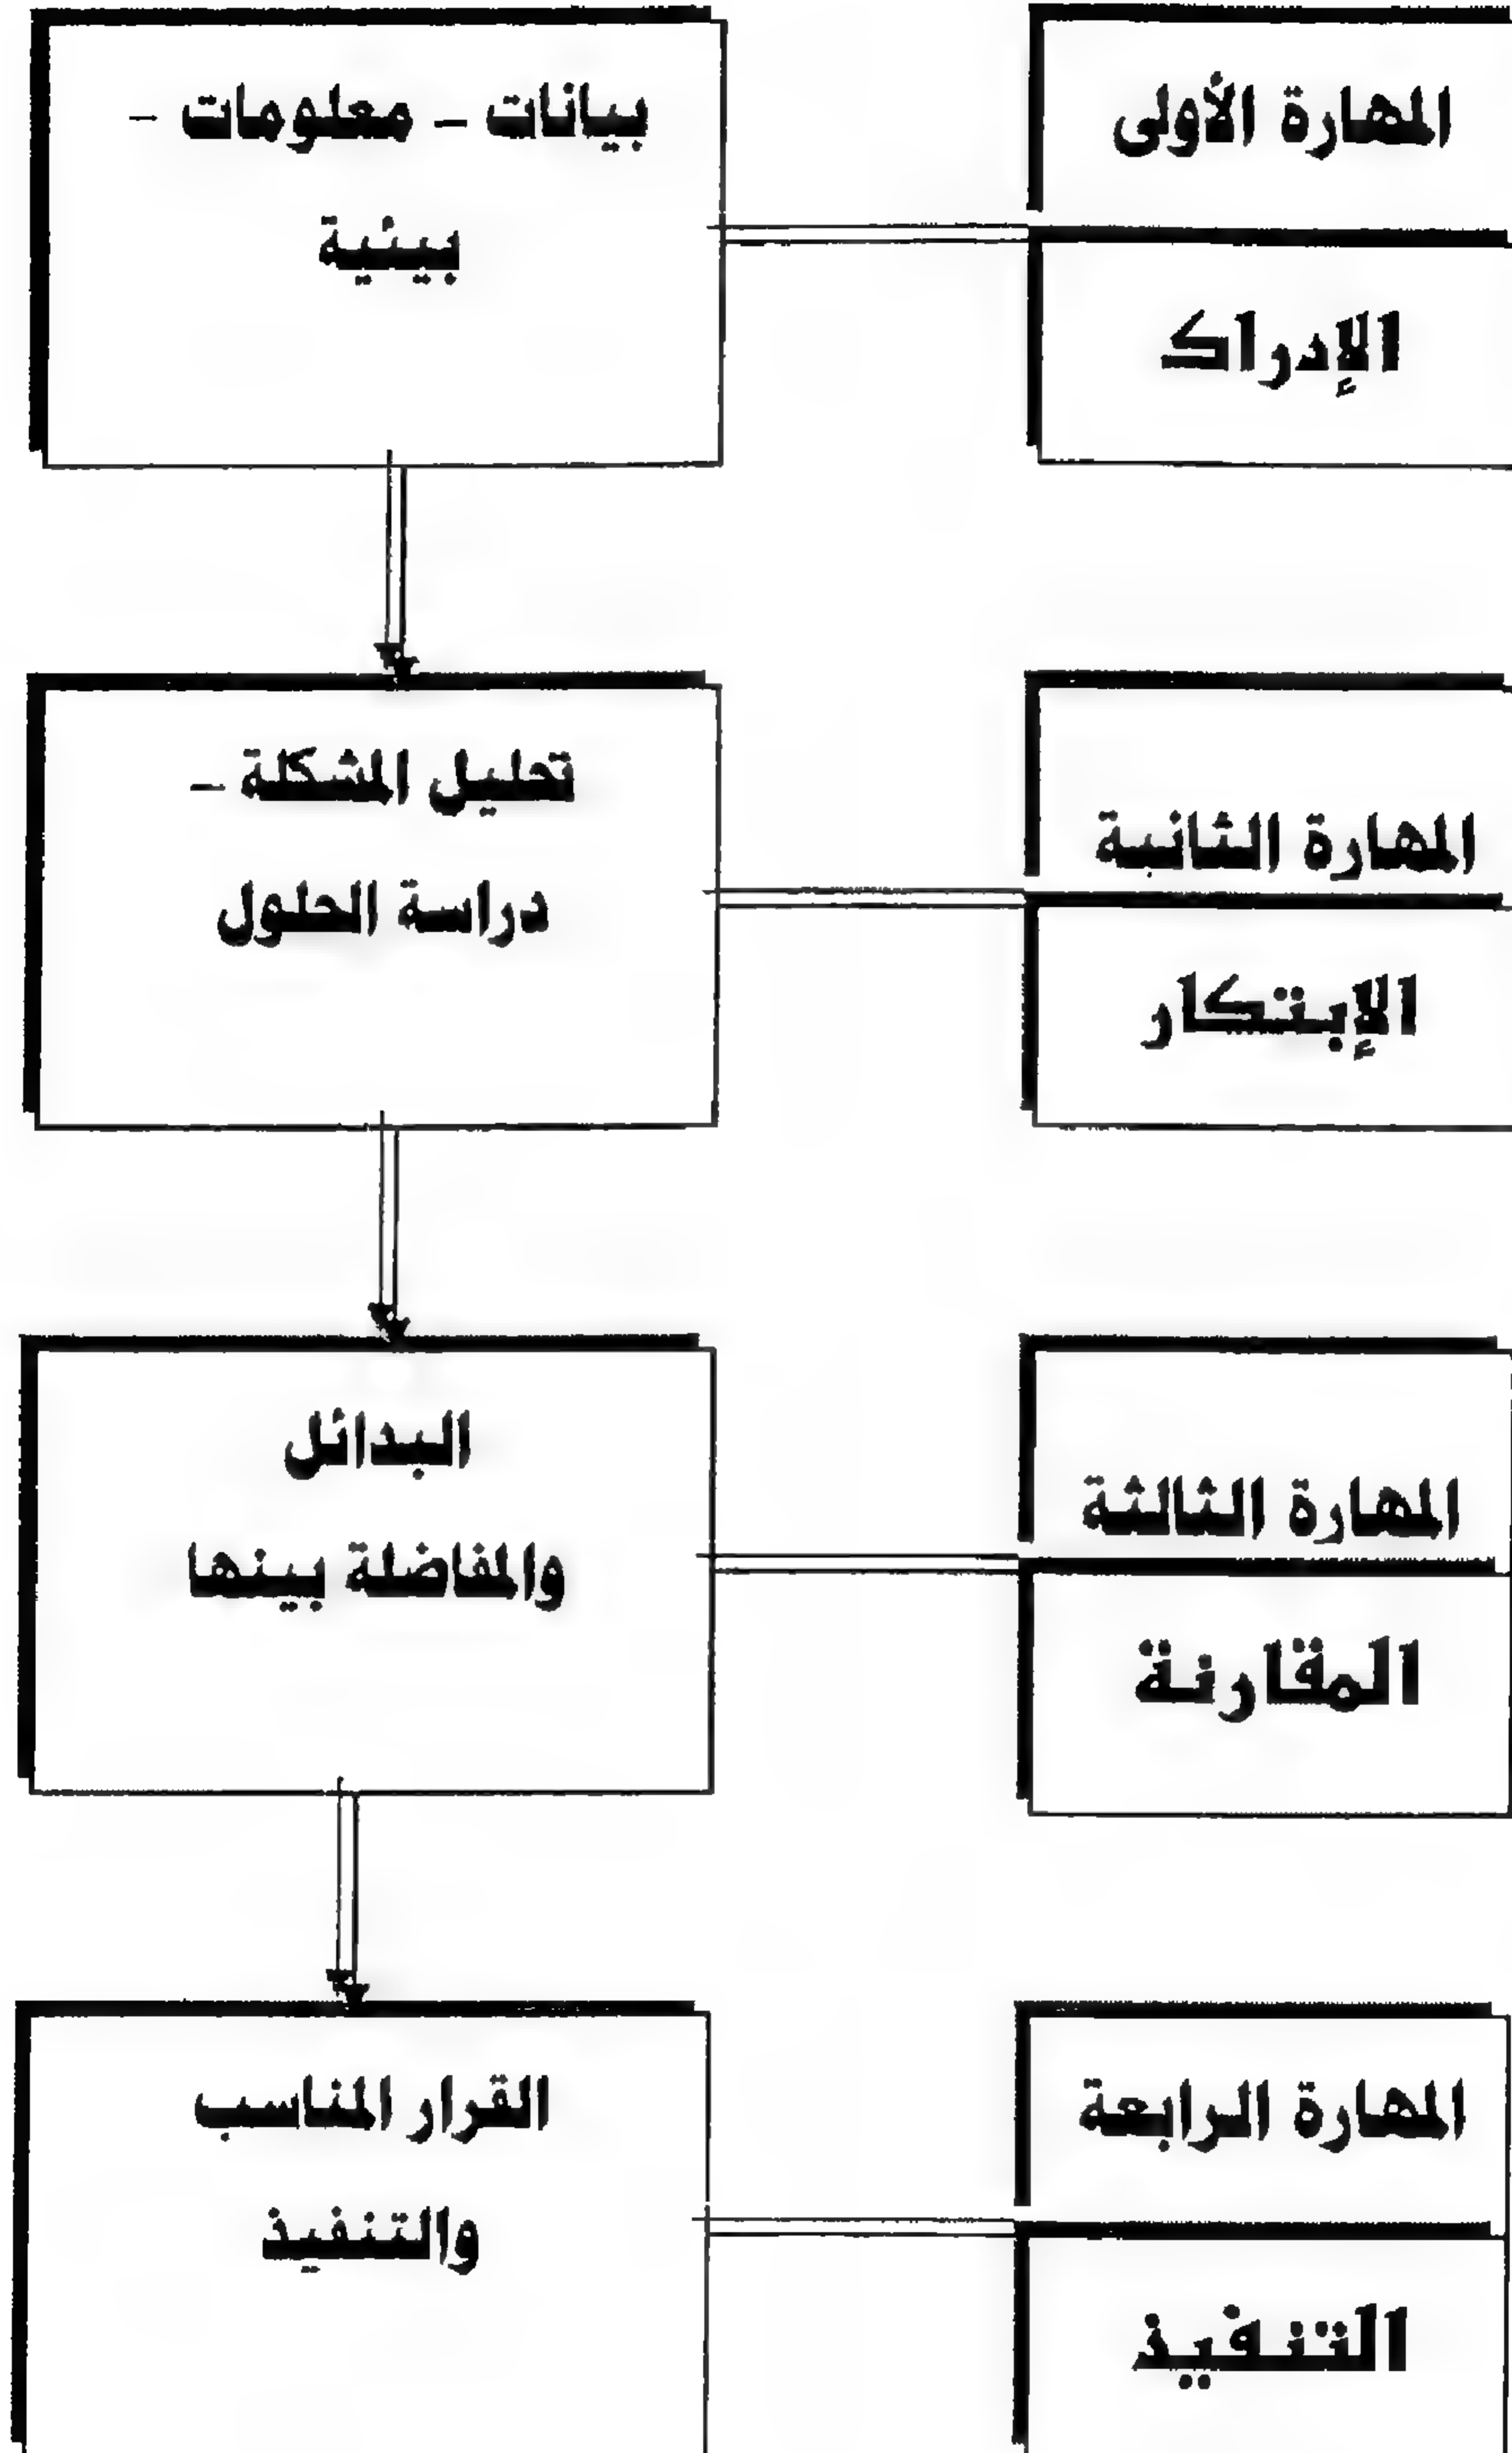 المهارة الأولى
الإدراك
بيانات – معلومات –
بيئية
المهارة الثانية
الإبتكار
تحليل المشكلة –
دراسة الحلول
المهارة الثالثة
المقارنة
البدائل
والمفاضلة بينها
المهارة الرابعة
التنفيذ
القرار المناسب
والتنفيذ